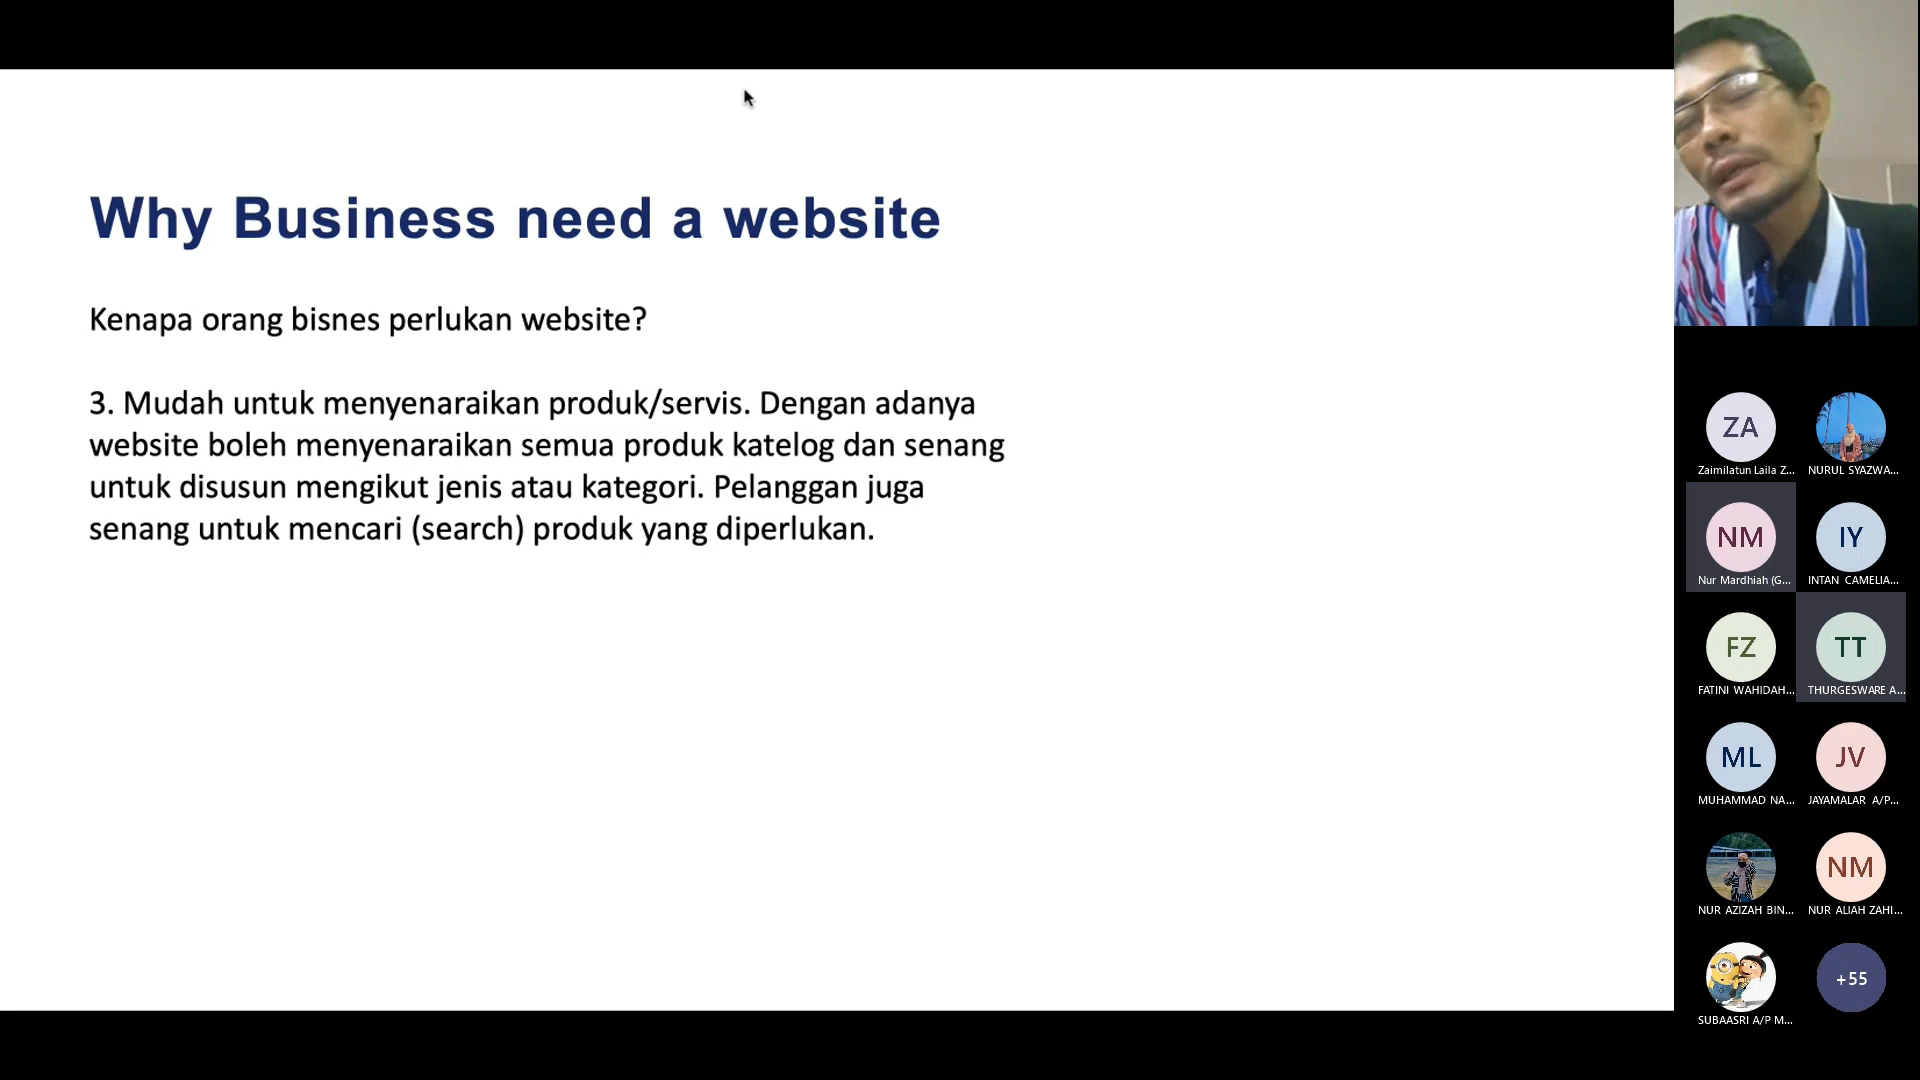 Why Business need a website
Kenapa orang bisnes perlukan website?
3. Mudah untuk menyenaraikan produk/servis. Dengan adanya
website boleh menyenaraikan semua produk katelog dan senang
untuk disusun mengikut jenis atau kategori. Pelanggan juga
senang untuk mencari (search) produk yang diperlukan.
ZA
Zaimilatun Laila Z...
NURUL SYAZWA...
NM
Nur Mardhiah (G...
IY
INTAN CAMELIA...
FZ
FATINI WAHIDAH...
TT
THURGESWARE A...
ML
MUHAMMAD NA...
JV
JAYAMALAR A/P...
NUR AZIZAH BIN...
NM
NUR ALIAH ZAHI...
SUBAASRI A/P M...
+55